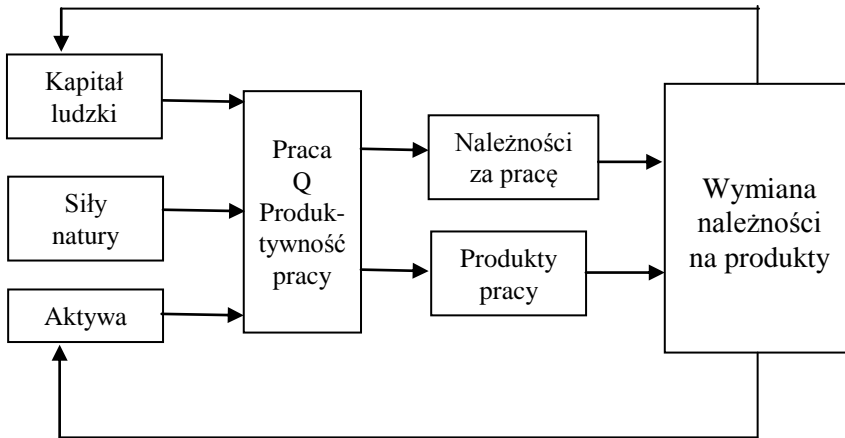 Kapitał
ludzki
Siły
natury
Aktywa
Praca
Q
Produk-
tywność
pracy
Należności
za pracę
Produkty
pracy
Wymiana
należności
na produkty